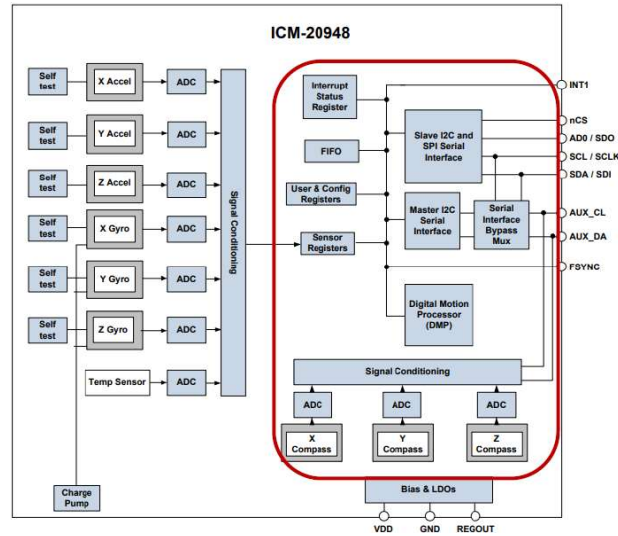 ICM-20948
Self
test
X Accel
ADC
Self
test
Y Accel
ADC
Self
test
Z Accel
ADC
Self
test
X Gyro
ADC
Self
test
Y Gyro
ADC
Self
test
Z Gyro
ADC
Temp Sensor
ADC
Charge
Pump
Signal Conditioning
Interrupt
Status
Register
FIFO
User & Config
Registers
Sensor
Registers
Slave I2C and
SPI Serial
Interface
Master I2C
Serial
Interface
Serial
Interface
Bypass
Mux
Digital Motion
Processor
(DMP)
Signal Conditioning
ADC
ADC
ADC
X
Compass
Y
Compass
Z
Compass
Bias & LDOs
INT1
nCS
AD0 / SDO
SCL / SCLK
SDA / SDI
AUX_CL
AUX_DA
FSYNC
VDD
GND
REGOUT